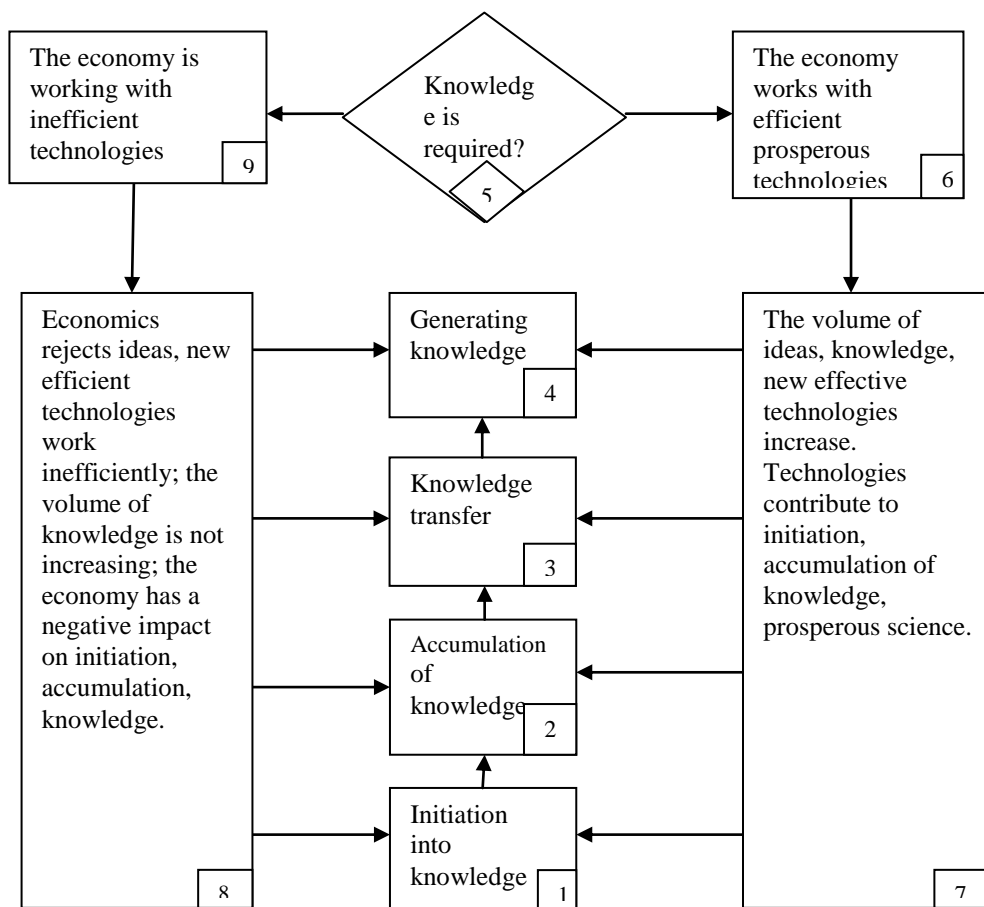 The economy is
working with
inefficient
technologies
9
Knowledg
e is
required?
5
The economy
works with
efficient
prosperous
technologies
6
Economics
rejects ideas, new
efficient
technologies
work
inefficiently; the
volume of
knowledge is not
increasing; the
economy has a
negative impact
on initiation,
accumulation,
knowledge.
8
Generating
knowledge
4
Knowledge
transfer
3
Accumulation
of
knowledge
2
Initiation
into
knowledge
1
The volume of
ideas, knowledge,
new effective
technologies
increase.
Technologies
contribute to
initiation,
accumulation of
knowledge,
prosperous science.
7